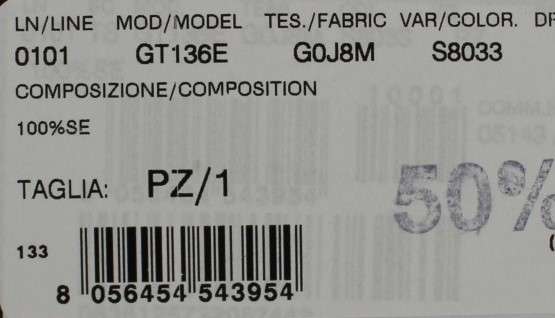 LN/LINE MOD/MODEL TES./FABRIC VAR/COLOR. DR
0101 GT136E G0J8M S8033
COMPOSIZIONE/COMPOSITION
100%SE
TAGLIA: PZ/1
50%
133
8 056454 543954